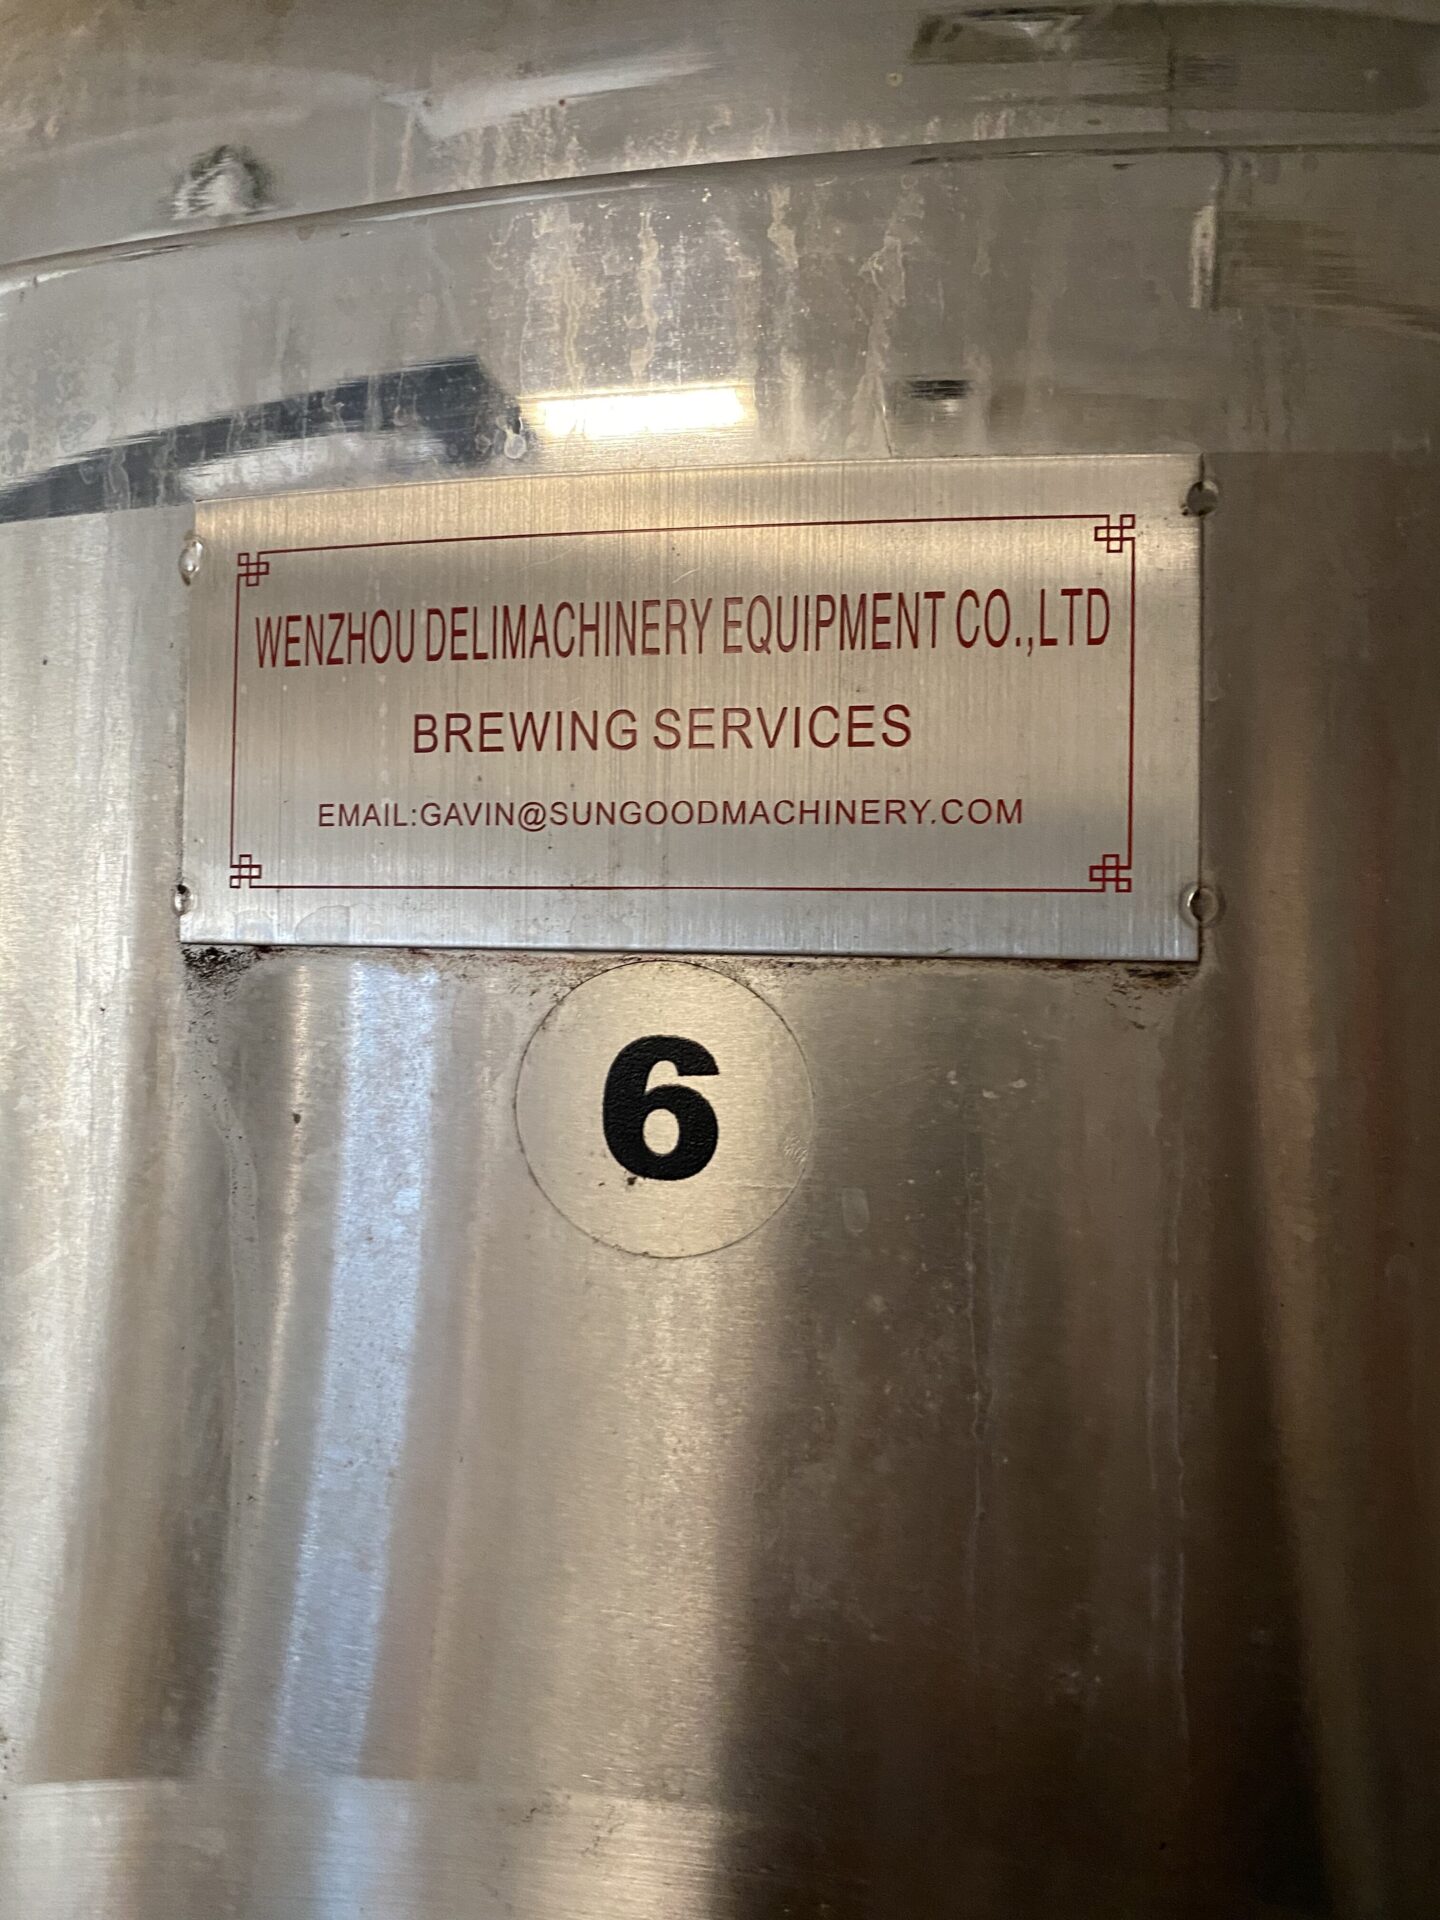 WENZHOU DELIMACHINERY EQUIPMENT CO.,LTD
BREWING SERVICES
EMAIL:GAVIN@SUNGOODMACHINERY.COM
6